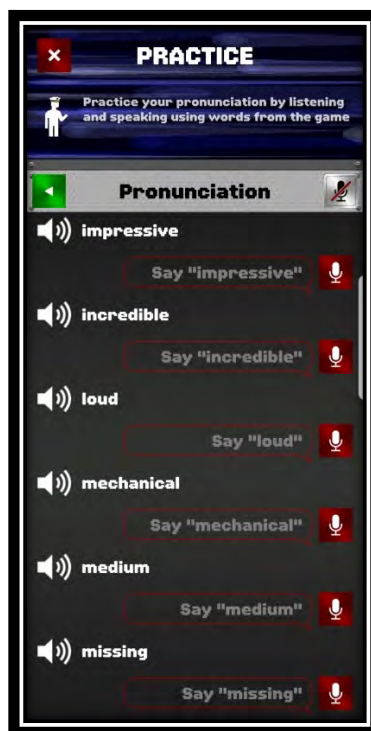 PRACTICE
Practice your pronunciation by listening
and speaking using words from the game
Pronunciation
impressive
Say "impressive"
incredible
Say "incredible"
loud
Say "loud"
mechanical
Say "mechanical"
medium
Say "medium"
missing
Say "missing"